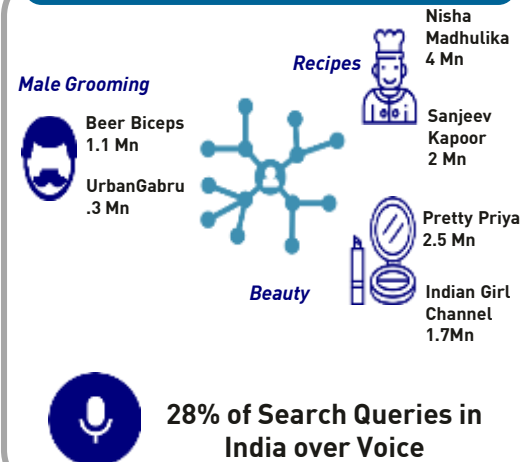 Nisha
Madhulika
4 Mn
Recipes
Male Grooming
Beer Biceps
1.1 Mn
Sanjeev
Kapoor
2 Mn
UrbanGabru
.3 Mn
Pretty Priya
2.5 Mn
Beauty
Indian Girl
Channel
1.7Mn
28% of Search Queries in
India over Voice